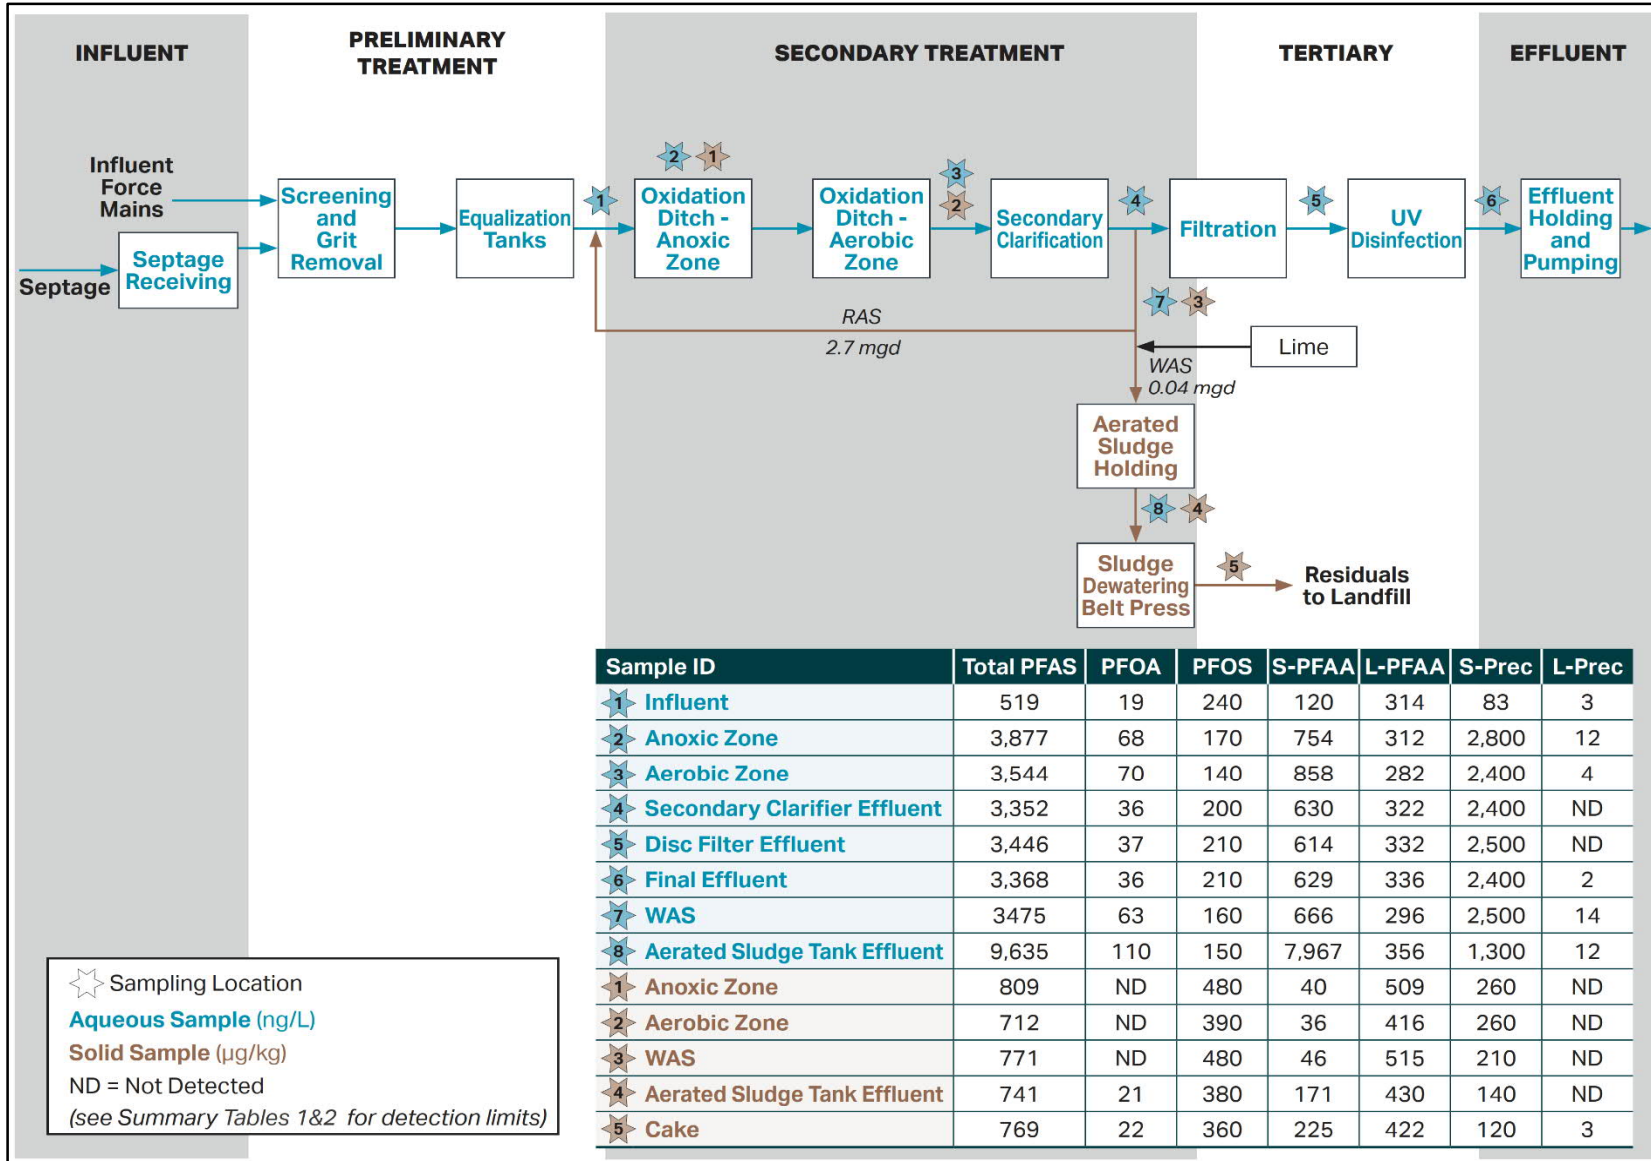 INFLUENT
PRELIMINARY
TREATMENT
SECONDARY TREATMENT
TERTIARY
EFFLUENT
Influent
Force
Mains
Septage
Septage
Receiving
Screening
and
Grit
Removal
Equalization
Tanks
1
2
1
Oxidation
Ditch -
Anoxic
Zone
Oxidation
Ditch -
Aerobic
Zone
3
2
Secondary
Clarification
4
Filtration
5
UV
Disinfection
6
Effluent
Holding
and
Pumping
7
3
RAS
2.7 mgd
Lime
WAS
0.04 mgd
Aerated
Sludge
Holding
8
4
Sludge
Dewatering
Belt Press
5
Residuals
to Landfill
Sample ID Total PFAS PFOA PFOS S-PFAA L-PFAA S-Prec L-Prec
1 Influent 519 19 240 120 314 83 3
2 Anoxic Zone 3,877 68 170 754 312 2,800 12
3 Aerobic Zone 3,544 70 140 858 282 2,400 4
4 Secondary Clarifier Effluent 3,352 36 200 630 322 2,400 ND
5 Disc Filter Effluent 3,446 37 210 614 332 2,500 ND
6 Final Effluent 3,368 36 210 629 336 2,400 2
7 WAS 3475 63 160 666 296 2,500 14
8 Aerated Sludge Tank Effluent 9,635 110 150 7,967 356 1,300 12
1 Anoxic Zone 809 ND 480 40 509 260 ND
2 Aerobic Zone 712 ND 390 36 416 260 ND
3 WAS 771 ND 480 46 515 210 ND
4 Aerated Sludge Tank Effluent 741 21 380 171 430 140 ND
5 Cake 769 22 360 225 422 120 3
Sampling Location
Aqueous Sample (ng/L)
Solid Sample (µg/kg)
ND = Not Detected
(see Summary Tables 1&2 for detection limits)